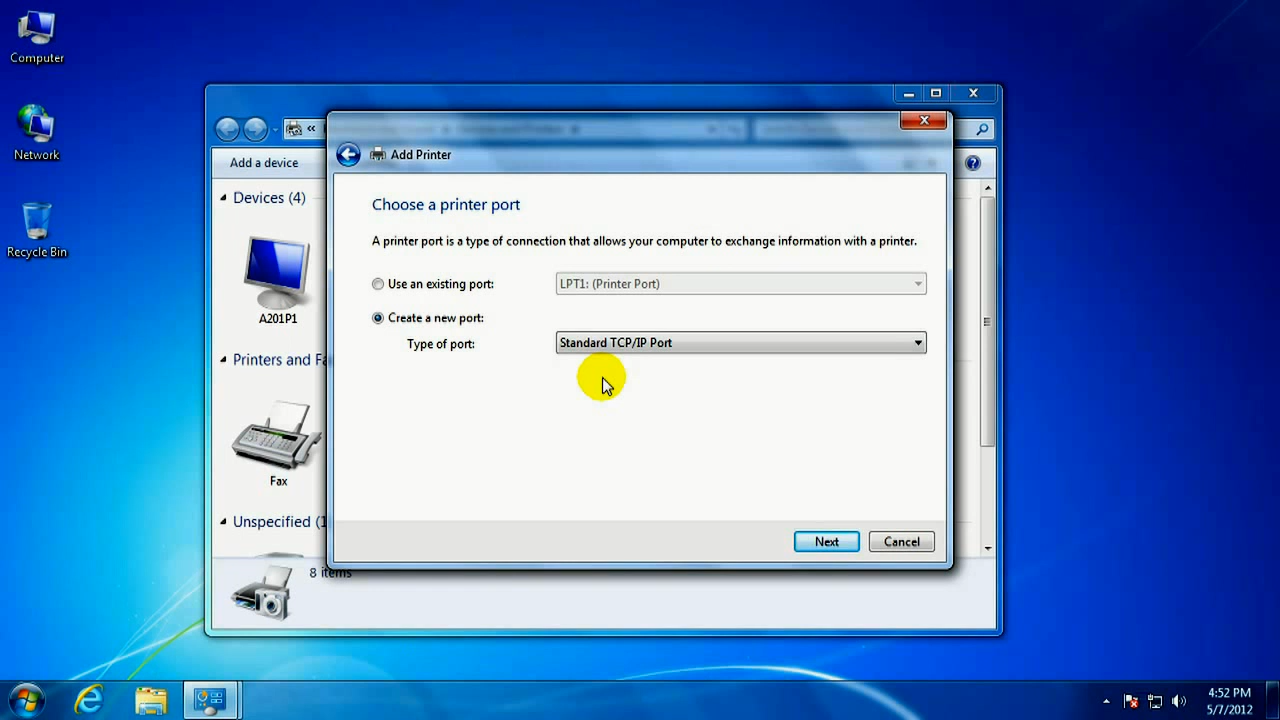 Computer
Network
Recycle Bin
«
Add a device
Devices (4)
A201P1
Printers and Fa
Fax
Unspecified (1
8 items
Add Printer
Choose a printer port
A printer port is a type of connection that allows your computer to exchange information with a printer.
Use an existing port:
LPT1: (Printer Port)
Create a new port:
Type of port:
Standard TCP/IP Port
Next
Cancel
4:52 PM
5/7/2012